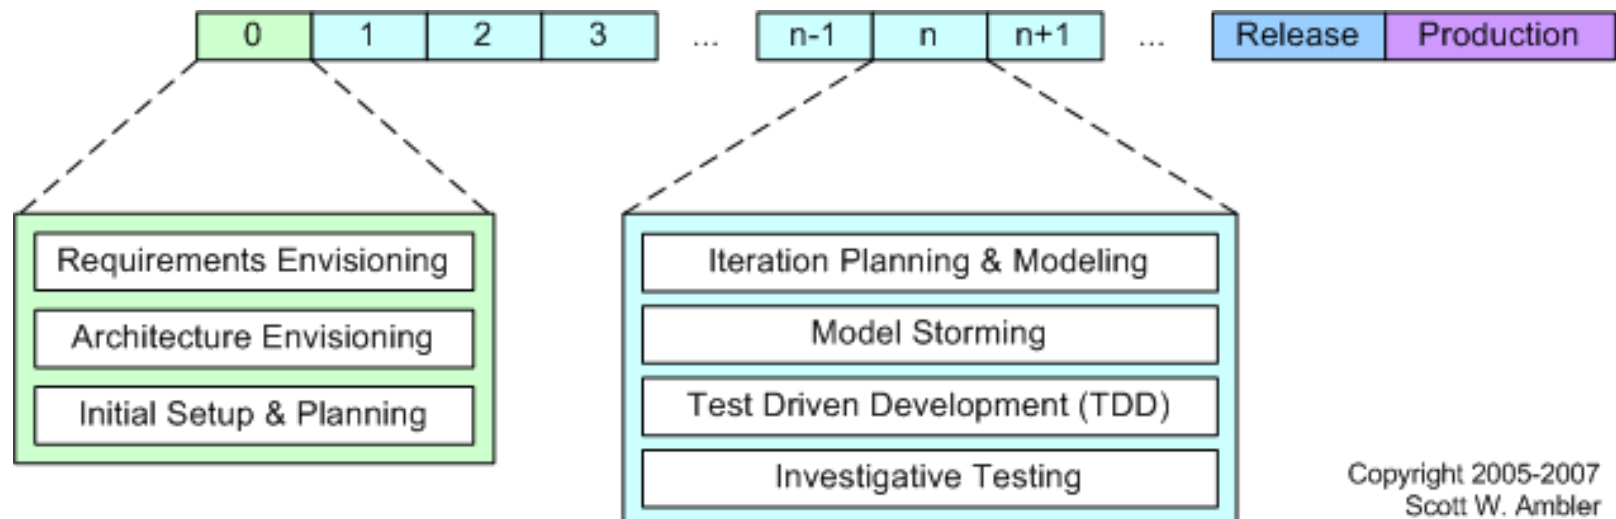 0 1 2 3 ... n-1 n n+1 ... Release Production
Requirements Envisioning
Architecture Envisioning
Initial Setup & Planning
Iteration Planning & Modeling
Model Storming
Test Driven Development (TDD)
Investigative Testing
Copyright 2005-2007
Scott W. Ambler